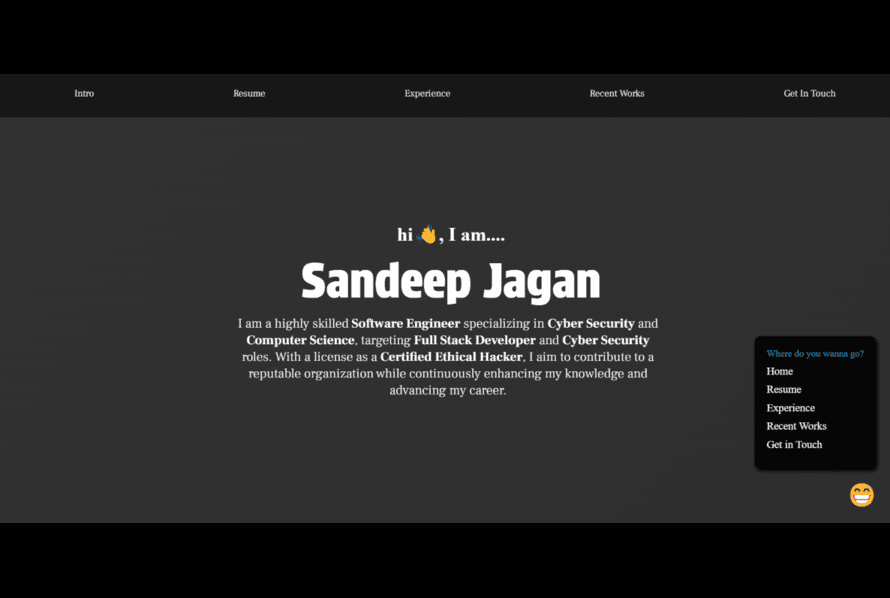 Intro Resume Experience Recent Works Get In Touch
hi 👋, I am....
Sandeep Jagan
I am a highly skilled Software Engineer specializing in Cyber Security and
Computer Science, targeting Full Stack Developer and Cyber Security
roles. With a license as a Certified Ethical Hacker, I aim to contribute to a
reputable organization while continuously enhancing my knowledge and
advancing my career.
Where do you wanna go?
Home
Resume
Experience
Recent Works
Get in Touch